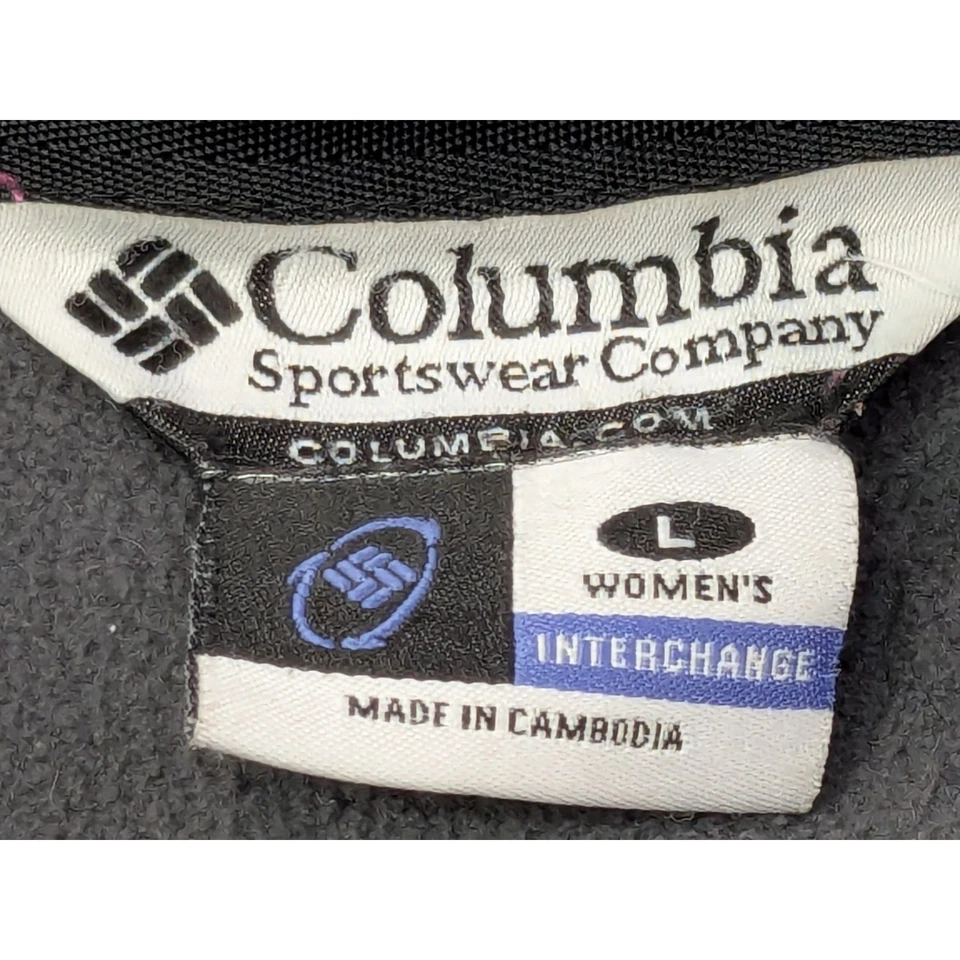 Columbia
Sportswear Company
COLUMBIA.COM
L
WOMEN'S
INTERCHANGE
MADE IN CAMBODIA